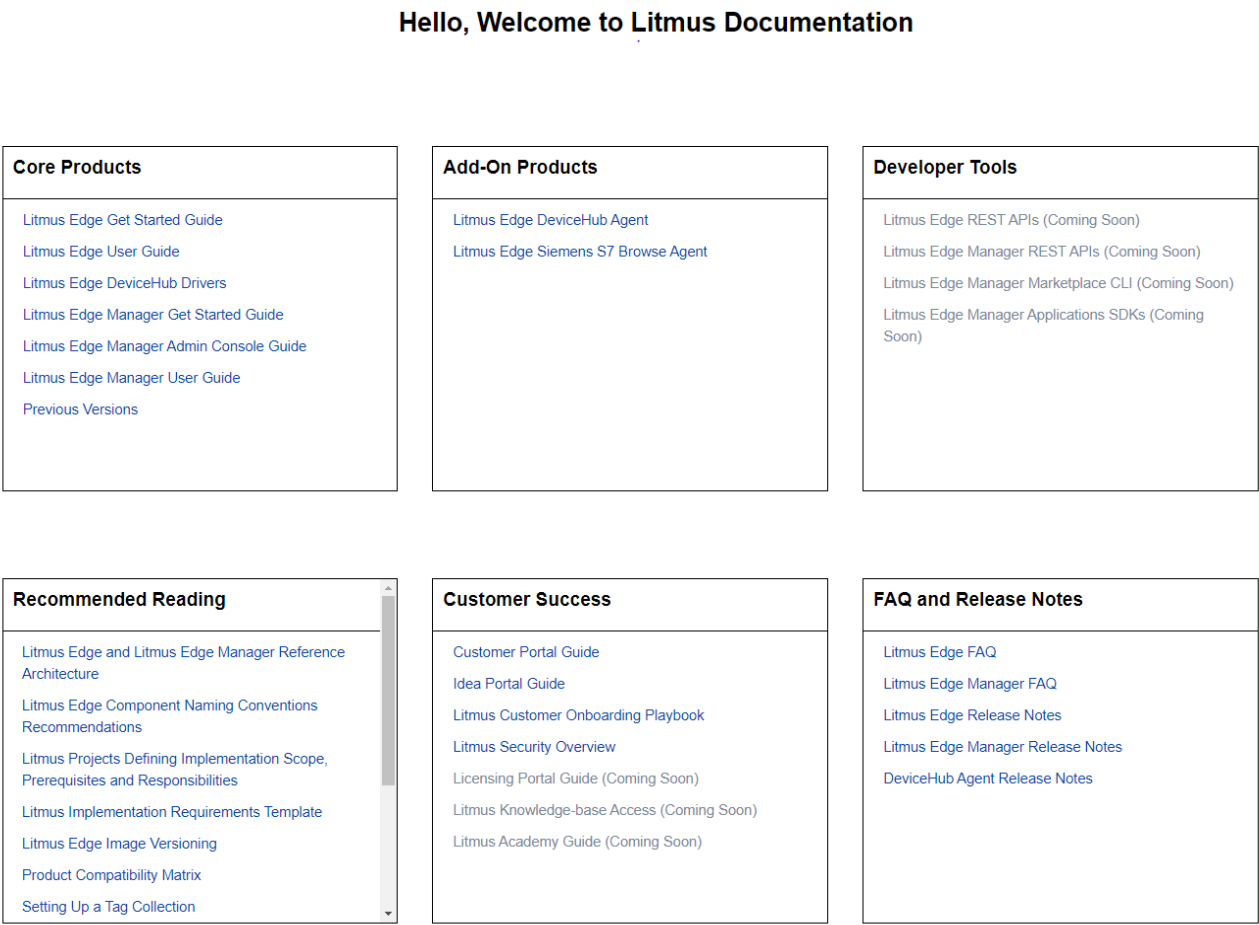 Hello, Welcome to Litmus Documentation
Core Products
Litmus Edge Get Started Guide
Litmus Edge User Guide
Litmus Edge DeviceHub Drivers
Litmus Edge Manager Get Started Guide
Litmus Edge Manager Admin Console Guide
Litmus Edge Manager User Guide
Previous Versions
Add-On Products
Litmus Edge DeviceHub Agent
Litmus Edge Siemens S7 Browse Agent
Developer Tools
Litmus Edge REST APIs (Coming Soon)
Litmus Edge Manager REST APIs (Coming Soon)
Litmus Edge Manager Marketplace CLI (Coming Soon)
Litmus Edge Manager Applications SDKs (Coming
Soon)
Recommended Reading
Litmus Edge and Litmus Edge Manager Reference
Architecture
Litmus Edge Component Naming Conventions
Recommendations
Litmus Projects Defining Implementation Scope,
Prerequisites and Responsibilities
Litmus Implementation Requirements Template
Litmus Edge Image Versioning
Product Compatibility Matrix
Setting Up a Tag Collection
Customer Success
Customer Portal Guide
Idea Portal Guide
Litmus Customer Onboarding Playbook
Litmus Security Overview
Licensing Portal Guide (Coming Soon)
Litmus Knowledge-base Access (Coming Soon)
Litmus Academy Guide (Coming Soon)
FAQ and Release Notes
Litmus Edge FAQ
Litmus Edge Manager FAQ
Litmus Edge Release Notes
Litmus Edge Manager Release Notes
DeviceHub Agent Release Notes